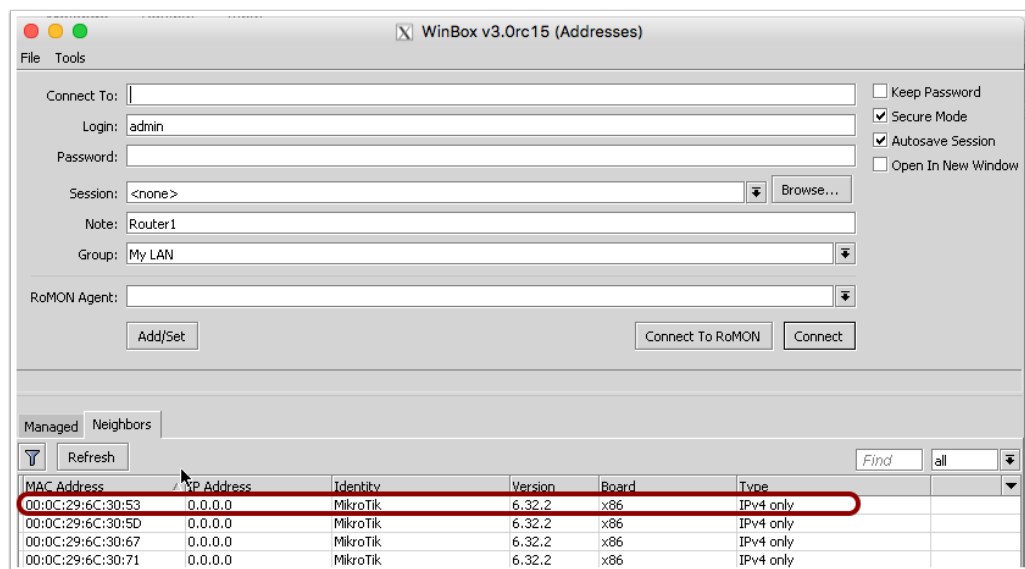 WinBox v3.0rc15 (Addresses)
File Tools
Connect To: Keep Password
Login: admin Secure Mode
Password: Autosave Session
Open In New Window
Session: <none> Browse...
Note: Router1
Group: My LAN
RoMON Agent:
Add/Set Connect To RoMON Connect
Managed Neighbors
Refresh Find all
MAC Address IP Address Identity Version Board Type
00:0C:29:6C:30:53 0.0.0.0 MikroTik 6.32.2 x86 IPv4 only
00:0C:29:6C:30:5D 0.0.0.0 MikroTik 6.32.2 x86 IPv4 only
00:0C:29:6C:30:67 0.0.0.0 MikroTik 6.32.2 x86 IPv4 only
00:0C:29:6C:30:71 0.0.0.0 MikroTik 6.32.2 x86 IPv4 only